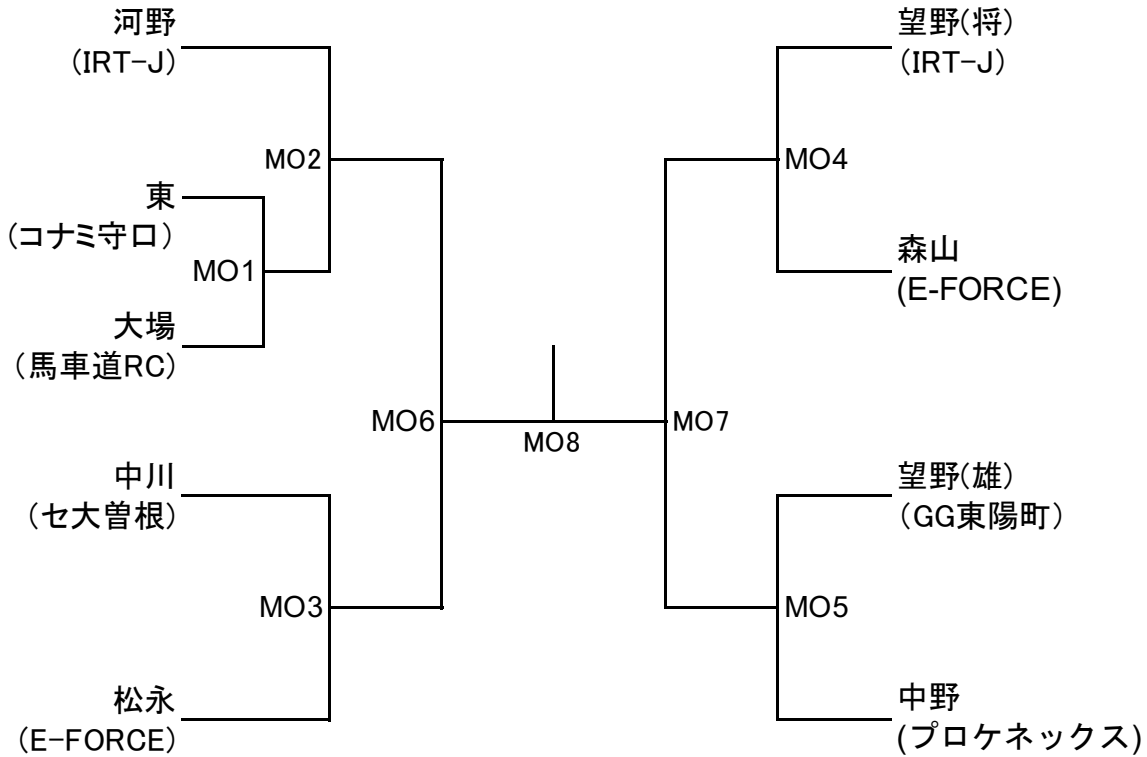 河野
(IRT-J)
MO2
東
(コナミ守口)
MO1
大場
(馬車道RC)
MO6
中川
(セ大曽根)
MO3
松永
(E-FORCE)
MO8
望野(将)
(IRT-J)
MO4
森山
(E-FORCE)
MO7
望野(雄)
(GG東陽町)
MO5
中野
(プロケネックス)